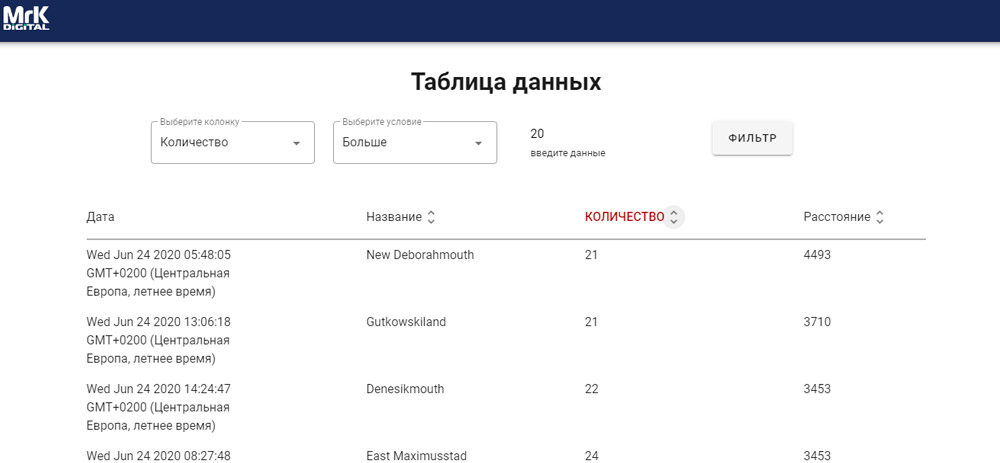 MrK
DIGITAL
Таблица данных
Выберите колонку
Количество
Выберите условие
Больше
20
введите данные
ФИЛЬТР
Дата Название КОЛИЧЕСТВО Расстояние
Wed Jun 24 2020 05:48:05 New Deborahmouth 21 4493
GMT+0200 (Центральная
Европа, летнее время)
Wed Jun 24 2020 13:06:18 Gutkowskiland 21 3710
GMT+0200 (Центральная
Европа, летнее время)
Wed Jun 24 2020 14:24:47 Denesikmouth 22 3453
GMT+0200 (Центральная
Европа, летнее время)
Wed Jun 24 2020 08:27:48 East Maximusstad 24 3453